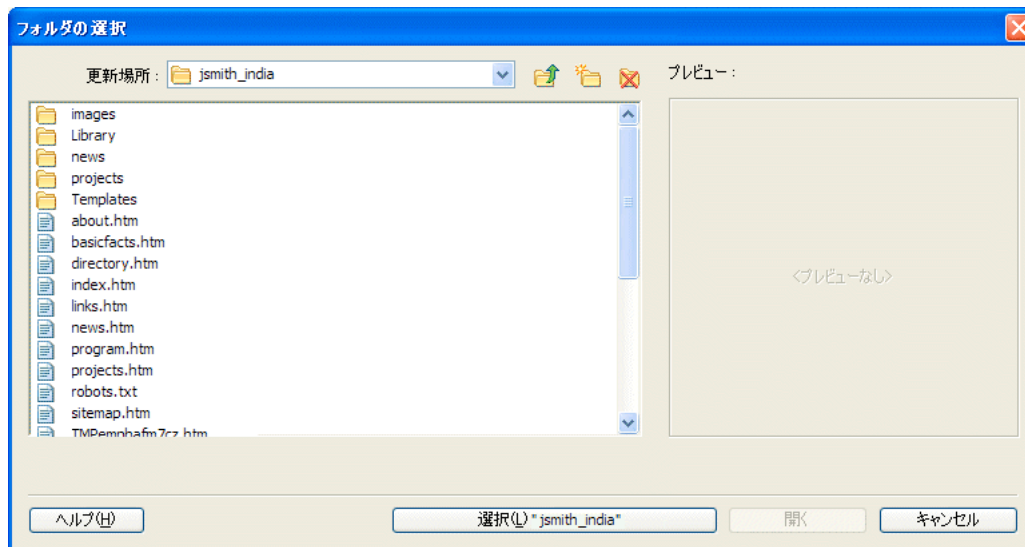 フォルダの選択
更新場所： jsmith_india
プレビュー：
images
Library
news
projects
Templates
about.htm
basicfacts.htm
directory.htm
index.htm
links.htm
news.htm
program.htm
projects.htm
robots.txt
sitemap.htm
<プレビューなし>
ヘルプ(H)
選択(L) "jsmith_india"
開く
キャンセル